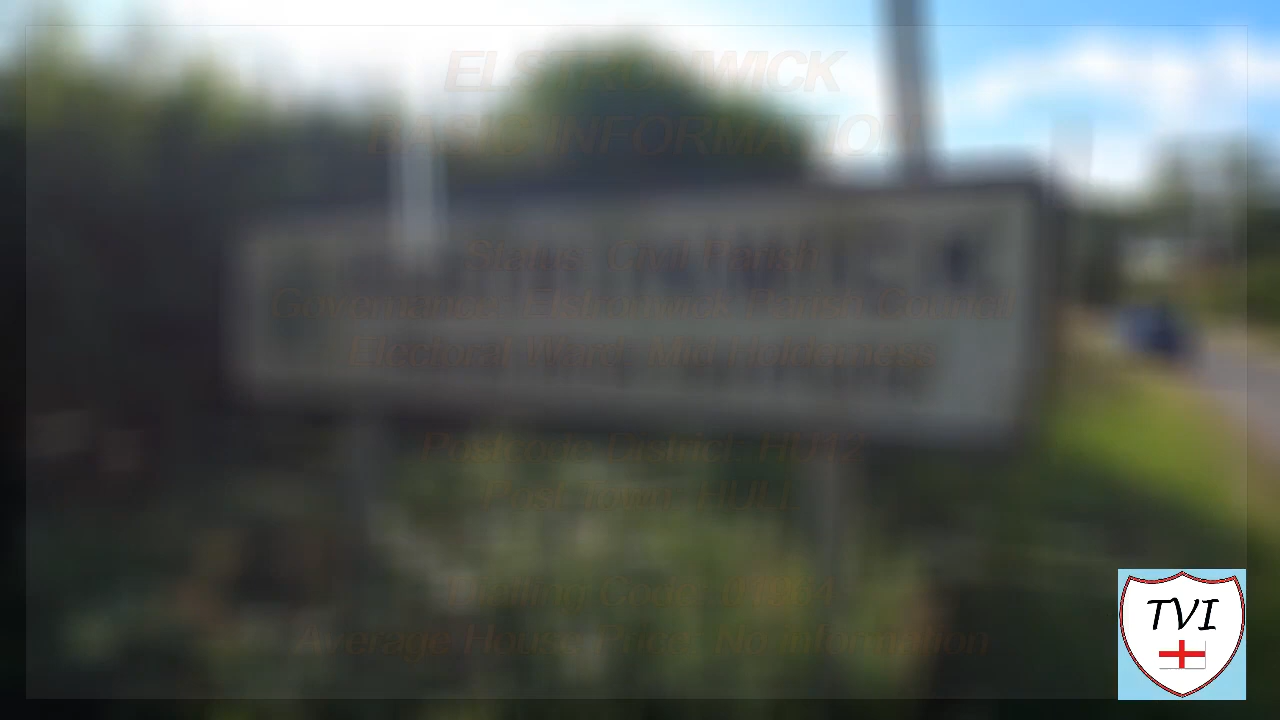 ELSTRONWICK
BASIC INFORMATION
Status: Civil Parish
Governance: Elstronwick Parish Council
Electoral Ward: Mid Holderness
Postcode District: HU12
Post Town: HULL
Dialling Code: 01964
Average House Price: No information
TVI